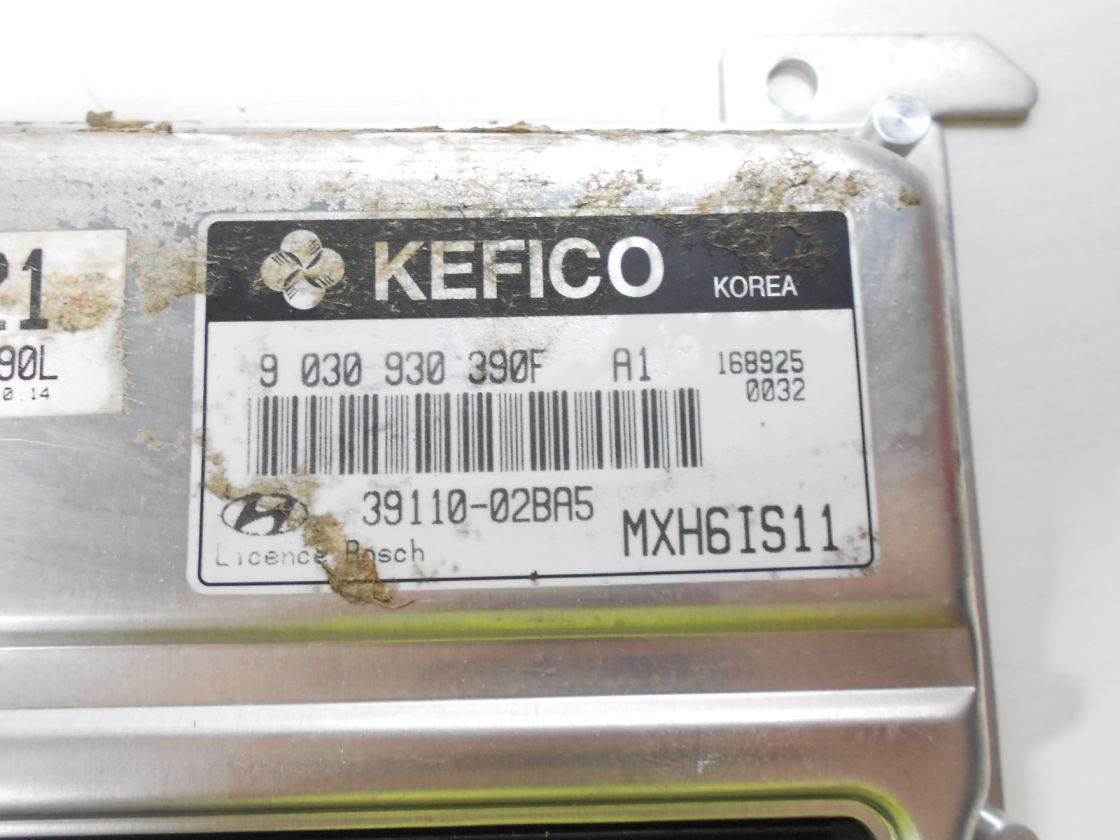 KEFICO KOREA
9 030 930 390F A1 168925
0032
39110-02BA5
MXH6IS11
Licence Bosch
21
90L
0.14